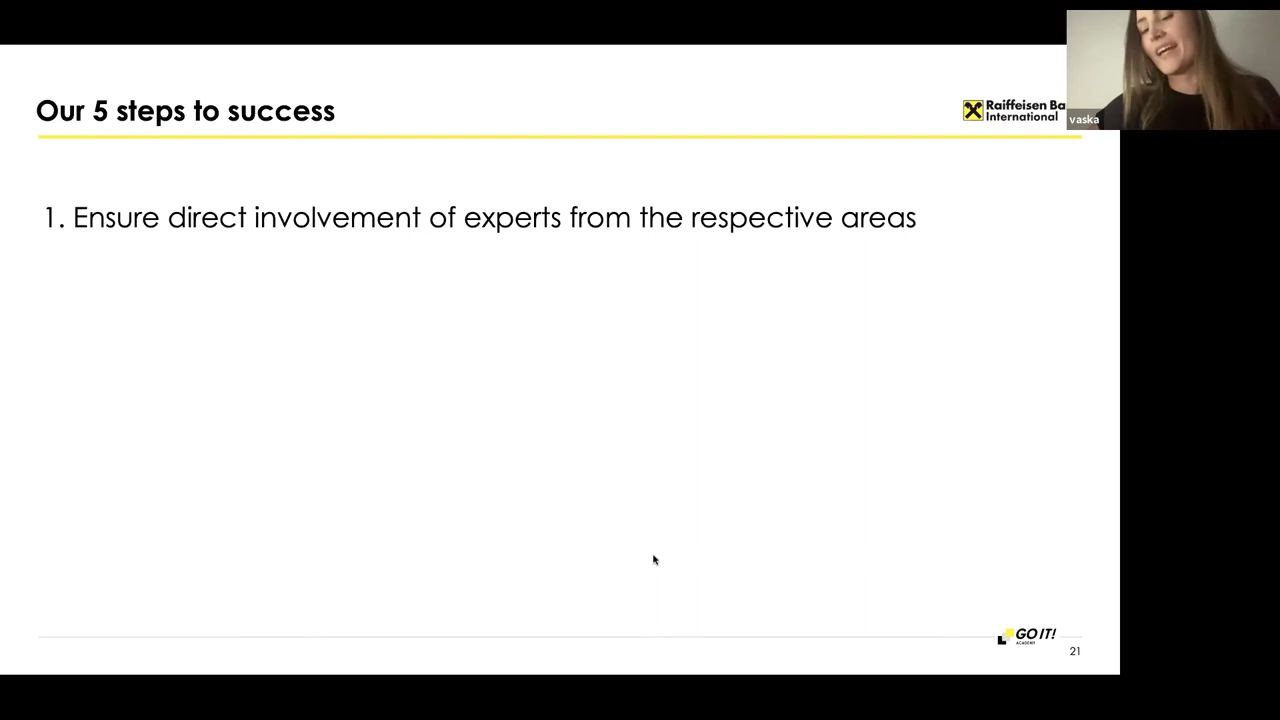 Our 5 steps to success
Raiffeisen Ba
International
vaska
1. Ensure direct involvement of experts from the respective areas
GO IT!
ACADEMY
21